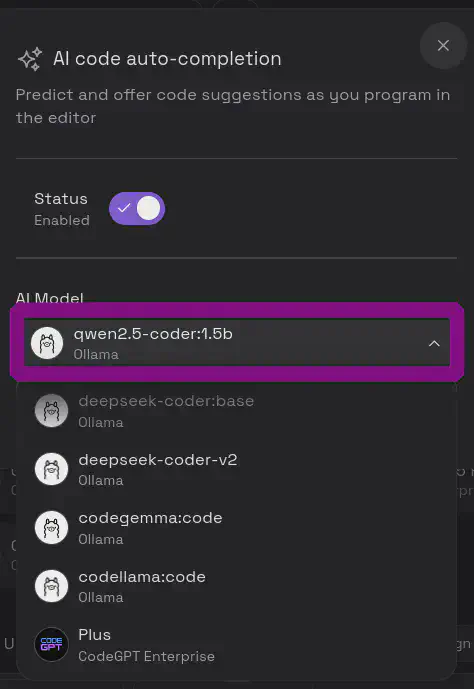 AI code auto-completion
Predict and offer code suggestions as you program in
the editor
Status
Enabled
AI Model
qwen2.5-coder:1.5b
Ollama
deepseek-coder:base
Ollama
deepseek-coder-v2
Ollama
codegemma:code
Ollama
codellama:code
Ollama
CODE
GPT
Plus
CodeGPT Enterprise